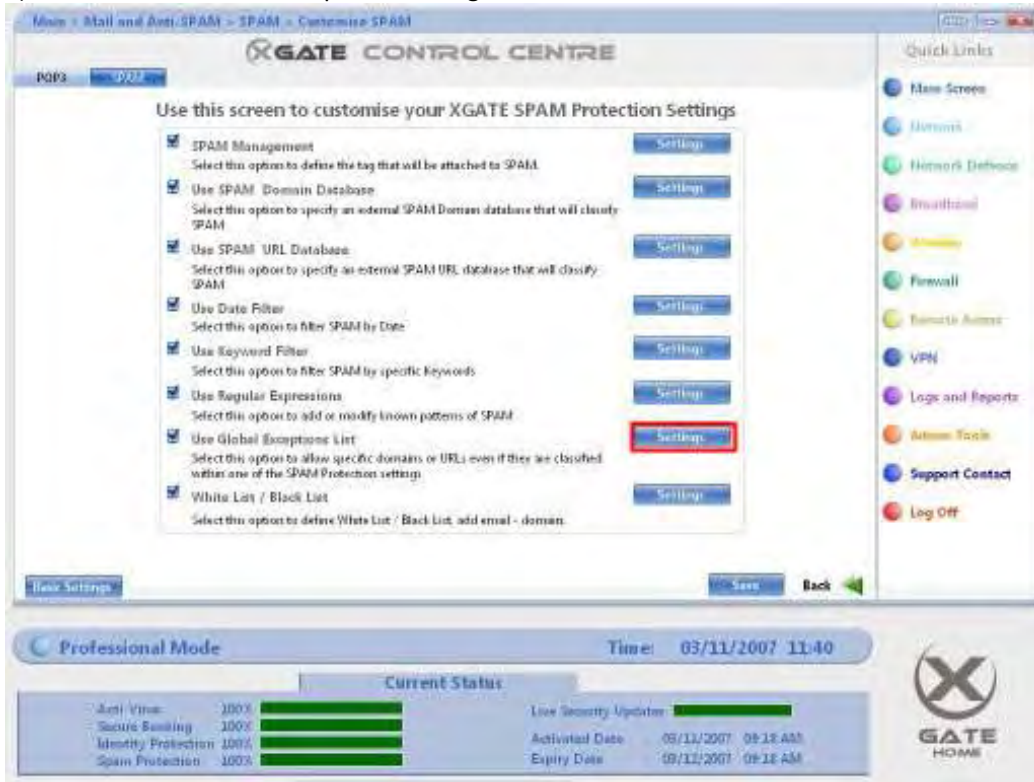 Main > Mail and Anti-SPAM > SPAM > Customise SPAM
XGATE CONTROL CENTRE
POP3 SPAM
Use this screen to customise your XGATE SPAM Protection Settings
SPAM Management Settings
Select this option to define the tag that will be attached to SPAM.
Use SPAM Domain Database Settings
Select this option to specify an external SPAM Domain database that will classify
SPAM
Use SPAM URL Database Settings
Select this option to specify an external SPAM URL database that will classify
SPAM
Use Date Filter Settings
Select this option to filter SPAM by Date
Use Keyword Filter Settings
Select this option to filter SPAM by specific Keywords
Use Regular Expressions Settings
Select this option to add or modify known patterns of SPAM
Use Global Exceptions List Settings
Select this option to allow specific domains or URLs even if they are classified
within one of the SPAM Protection settings
White List / Black List Settings
Select this option to define White List / Black List, add email - domain.
Basic Settings Save Back
Quick Links
Main Screen
Network Defence
Broadband
Firewall
Remote Access
VPN
Logs and Reports
Admin Tools
Support Contact
Log Off
Professional Mode Time: 03/11/2007 11:40
Current Status
Anti Virus 100%
Secure Banking 100%
Identity Protection 100%
Spam Protection 100%
Live Security Updates
Activated Date 09:18 AM
Expiry Date 09:18 AM
X
GATE
HOME